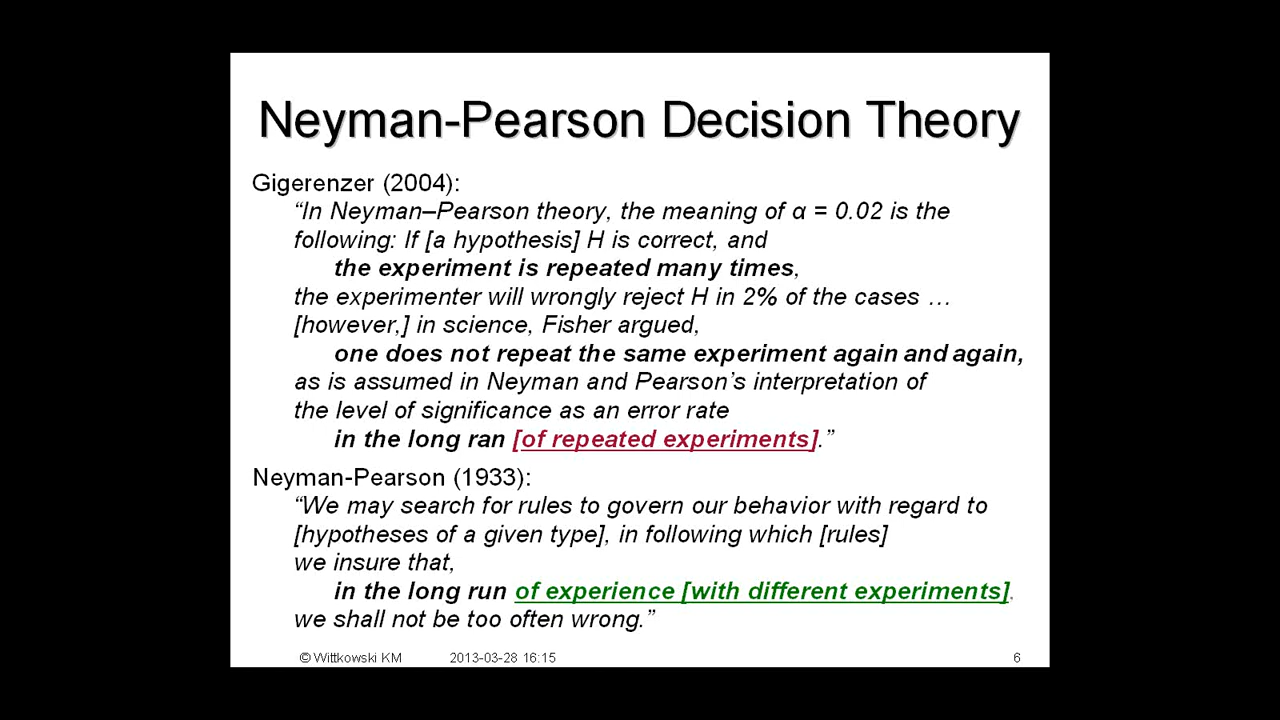 Neyman-Pearson Decision Theory
Gigerenzer (2004):
“In Neyman–Pearson theory, the meaning of α = 0.02 is the
following: If [a hypothesis] H is correct, and
the experiment is repeated many times,
the experimenter will wrongly reject H in 2% of the cases …
[however,] in science, Fisher argued,
one does not repeat the same experiment again and again,
as is assumed in Neyman and Pearson’s interpretation of
the level of significance as an error rate
in the long ran [of repeated experiments].”
Neyman-Pearson (1933):
“We may search for rules to govern our behavior with regard to
[hypotheses of a given type], in following which [rules]
we insure that,
in the long run of experience [with different experiments],
we shall not be too often wrong.”
© Wittkowski KM 2013-03-28 16:15 6